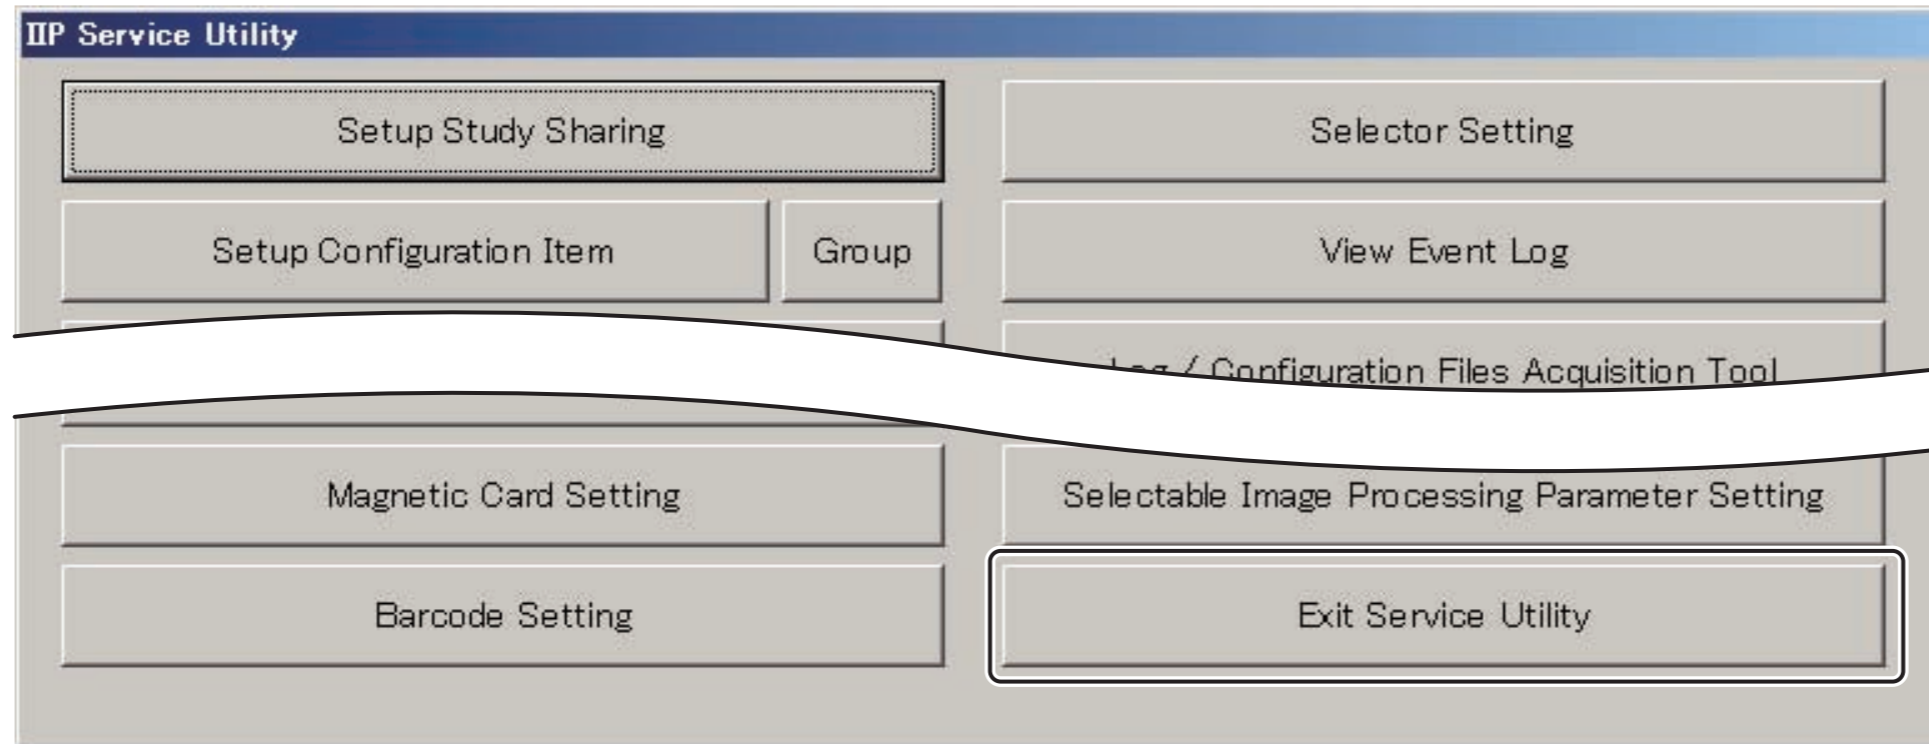 IIP Service Utility
Setup Study Sharing
Selector Setting
Setup Configuration Item
Group
View Event Log
Log / Configuration Files Acquisition Tool
Magnetic Card Setting
Selectable Image Processing Parameter Setting
Barcode Setting
Exit Service Utility